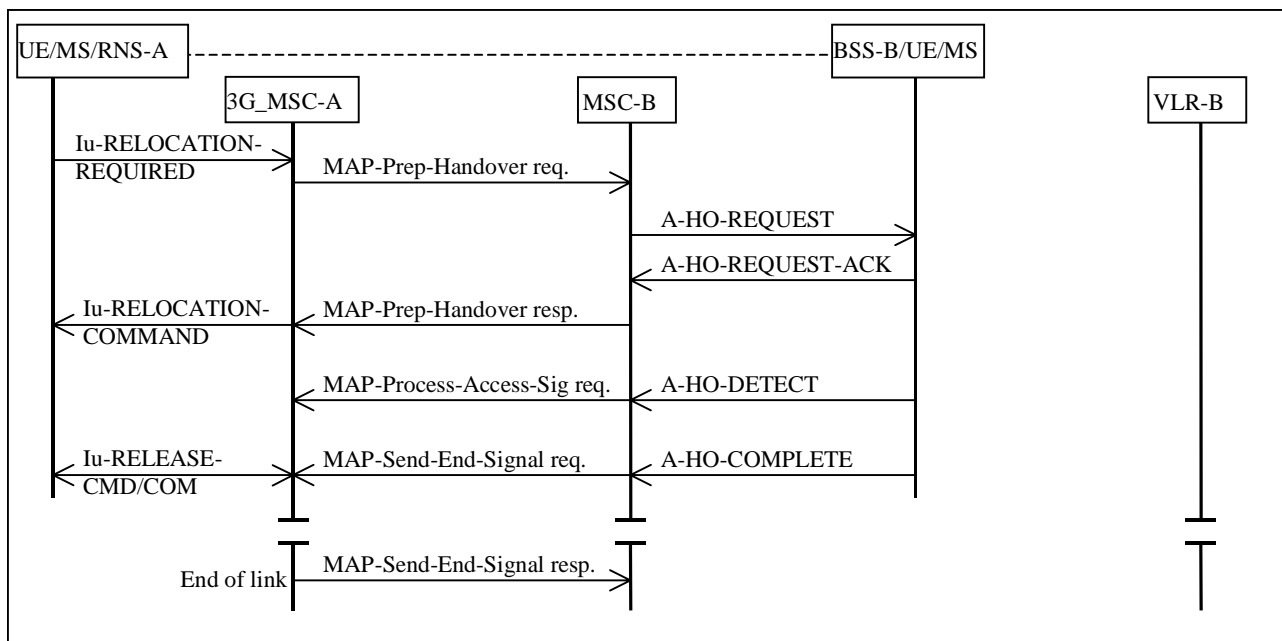 UE/MS/RNS-A
BSS-B/UE/MS
3G_MSC-A
MSC-B
VLR-B
Iu-RELOCATION-
REQUIRED
MAP-Prep-Handover req.
A-HO-REQUEST
A-HO-REQUEST-ACK
Iu-RELOCATION-
COMMAND
MAP-Prep-Handover resp.
MAP-Process-Access-Sig req.
A-HO-DETECT
Iu-RELEASE-
CMD/COM
MAP-Send-End-Signal req.
A-HO-COMPLETE
End of link
MAP-Send-End-Signal resp.